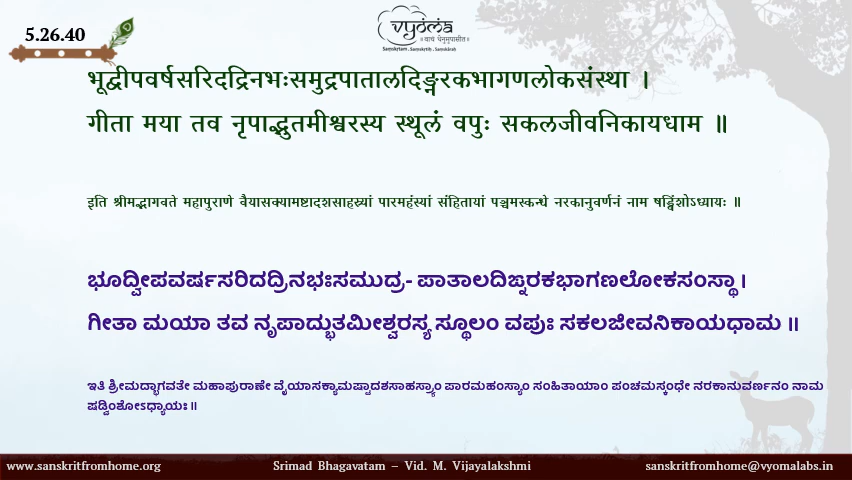 5.26.40
vyoma
॥ वाचं धेनुमुपासीत॥
Samskritam . Samskriti . Samskara
भूद्वीपवर्षसरिदद्रिनभःसमुद्रपातालदिङ्नरकभागणलोकसंस्था ।
गीता मया तव नृपाद्भुतमीश्वरस्य स्थूलं वपुः सकलजीवनिकायधाम ॥
इति श्रीमद्भागवते महापुराणे वैयासक्यामष्टादशसाहस्र्यां पारमहंस्यां संहितायां पञ्चमस्कन्धे नरकानुवर्णनं नाम षड्विंशोऽध्यायः ॥
ಭೂದ್ವೀಪವರ್ಷಸರಿದದ್ರಿನಭಃಸಮುದ್ರ- ಪಾತಾಲದಿಙ್ನರಕಭಾಗಣಲೋಕಸಂಸ್ಥಾ ।
ಗೀತಾ ಮಯಾ ತವ ನೃಪಾದ್ಭುತಮೀಶ್ವರಸ್ಯ ಸ್ಥೂಲಂ ವಪುಃ ಸಕಲಜೀವನಿಕಾಯಧಾಮ ॥
ಇತಿ ಶ್ರೀಮದ್ಭಾಗವತೇ ಮಹಾಪುರಾಣೇ ವೈಯಾಸಕ್ಯಾಮಷ್ಟಾದಶಸಾಹಸ್ರ್ಯಾಂ ಪಾರಮಹಂಸ್ಯಾಂ ಸಂಹಿತಾಯಾಂ ಪಂಚಮಸ್ಕಂಧೇ ನರಕಾನುವರ್ಣನಂ ನಾಮ
ಷಡ್ವಿಂಶೋಽಧ್ಯಾಯಃ ॥
www.sanskritfromhome.org Srimad Bhagavatam – Vid. M. Vijayalakshmi sanskritfromhome@vyomalabs.in